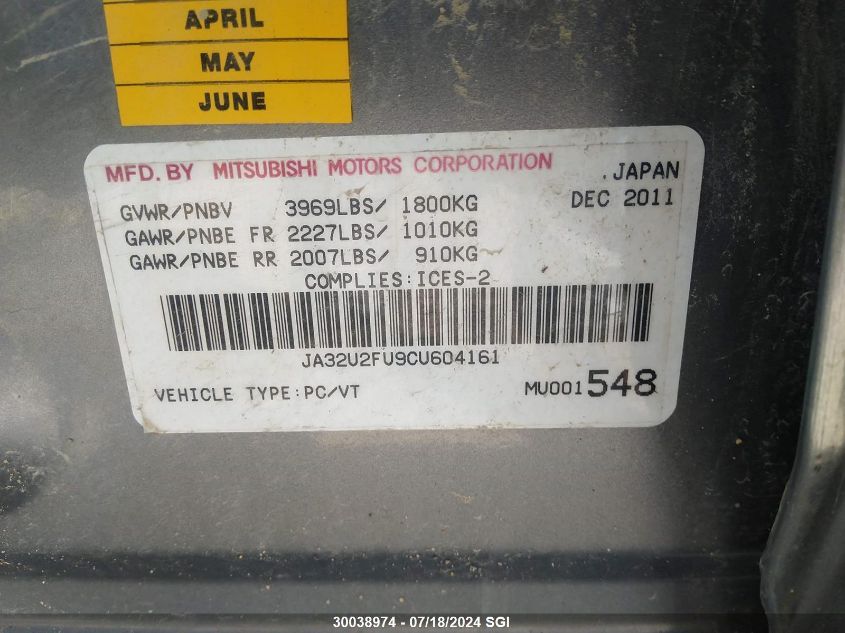 APRIL
MAY
JUNE
MFD. BY MITSUBISHI MOTORS CORPORATION .JAPAN
GVWR/PNBV 3969LBS/ 1800KG DEC 2011
GAWR/PNBE FR 2227LBS/ 1010KG
GAWR/PNBE RR 2007LBS/ 910KG
COMPLIES:ICES-2
JA32U2FU9CU604161
VEHICLE TYPE:PC/VT MU001548
30038974 - 07/18/2024 SGI